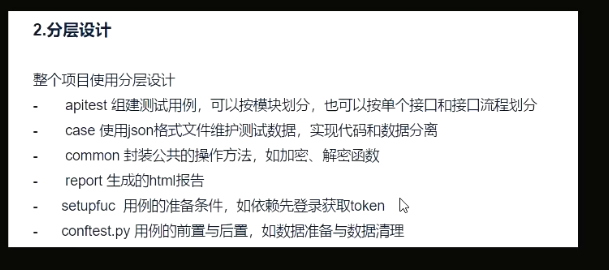 2.分层设计
整个项目使用分层设计
- apitest 组建测试用例，可以按模块划分，也可以按单个接口和接口流程划分
- case 使用json格式文件维护测试数据，实现代码和数据分离
- common 封装公共的操作方法，如加密、解密函数
- report 生成的html报告
- setupfuc 用例的准备条件，如依赖先登录获取token
- conftest.py 用例的前置与后置，如数据准备与数据清理